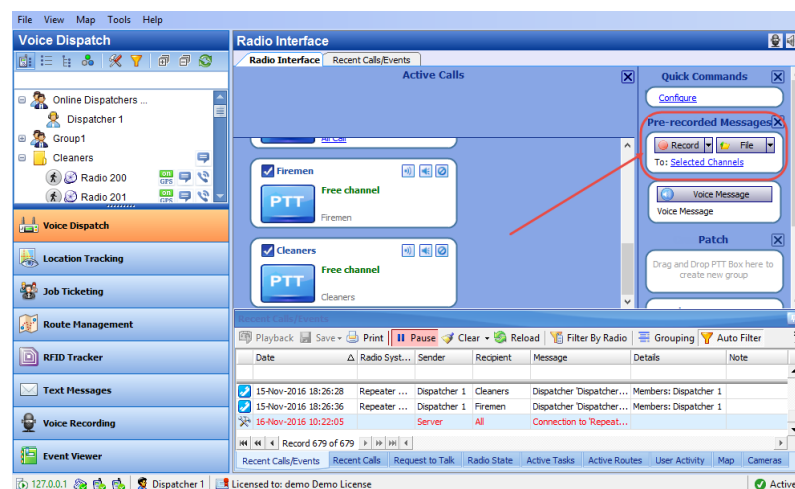 File View Map Tools Help
Voice Dispatch
Radio Interface
Radio Interface Recent Calls/Events
Active Calls
Quick Commands
Configure
Online Dispatchers ...
Dispatcher 1
Group1
Cleaners
Radio 200
on GPS
Radio 201
on GPS
All Call
Pre-recorded Messages
Record File
To: Selected Channels
Firemen
PTT
Free channel
Firemen
Voice Message
Voice Message
Cleaners
PTT
Free channel
Cleaners
Patch
Drag and Drop PTT Box here to
create new group
Voice Dispatch
Location Tracking
Job Ticketing
Route Management
RFID Tracker
Text Messages
Voice Recording
Event Viewer
Recent Calls/Events
Playback Save Print Pause Clear Reload Filter By Radio Grouping Auto Filter
Date Radio Syst... Sender Recipient Message Details Note
15-Nov-2016 18:26:28 Repeater ... Dispatcher 1 Cleaners Dispatcher 'Dispatcher... Members: Dispatcher 1
15-Nov-2016 18:26:36 Repeater ... Dispatcher 1 Firemen Dispatcher 'Dispatcher... Members: Dispatcher 1
16-Nov-2016 10:22:05 Server All Connection to 'Repeat...
Record 679 of 679
Recent Calls/Events Recent Calls Request to Talk Radio State Active Tasks Active Routes User Activity Map Cameras
127.0.0.1 Dispatcher 1 Licensed to: demo Demo License Active